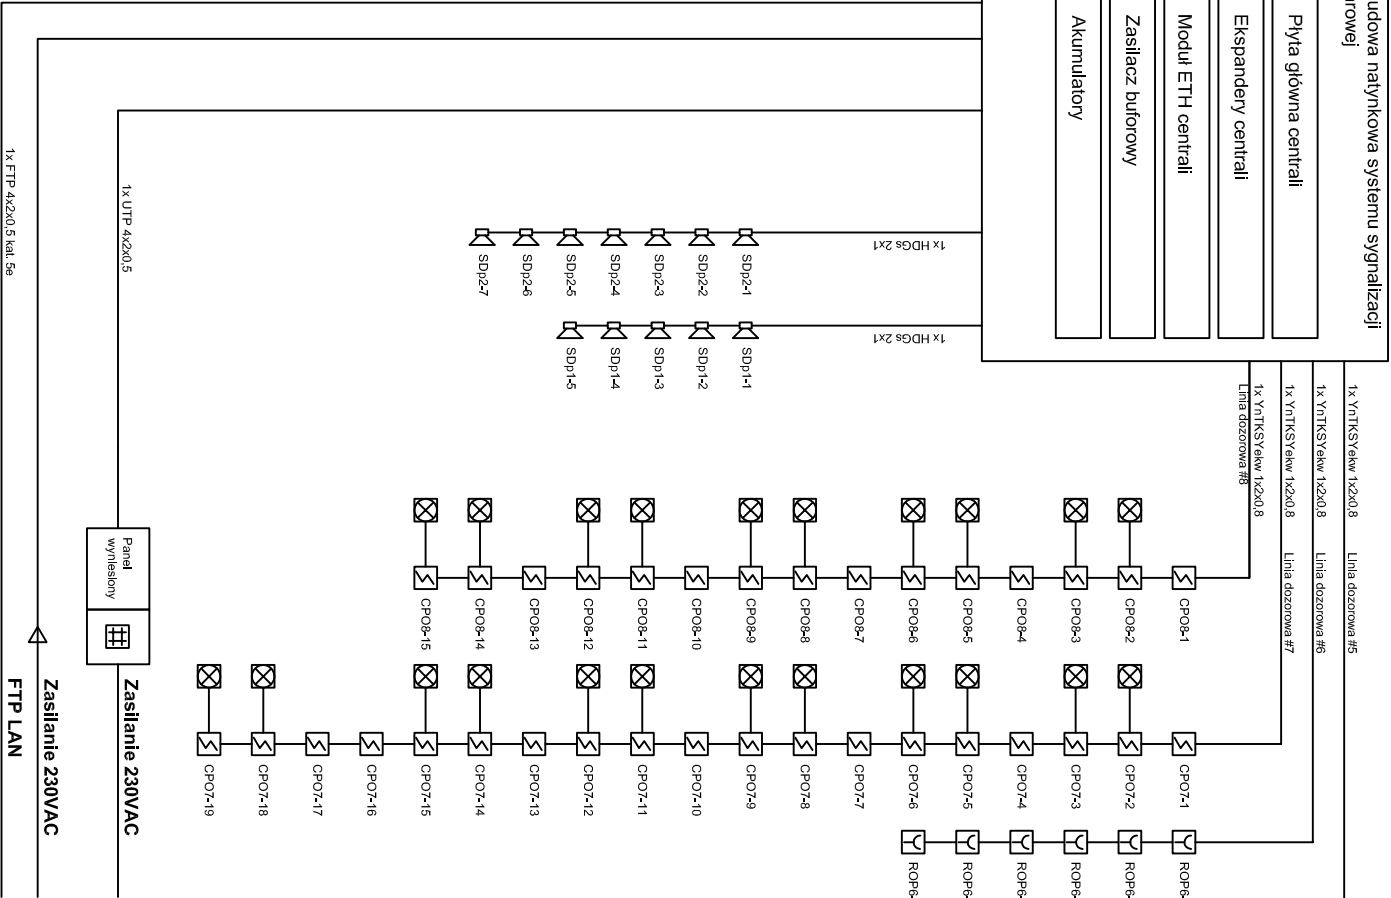 udowa natynkowa systemu sygnalizacji
arowej
Płyta główna centrali
Ekspandery centrali
Moduł ETH centrali
Zasilacz buforowy
Akumulatory
1x YnTKSYekw 1x2x0,8
Linia dozorowa #5
1x YnTKSYekw 1x2x0,8
Linia dozorowa #6
1x YnTKSYekw 1x2x0,8
Linia dozorowa #7
1x YnTKSYekw 1x2x0,8
Linia dozorowa #8
1x HDGs 2x1
SDp2-1
SDp2-2
SDp2-3
SDp2-4
SDp2-5
SDp2-6
SDp2-7
1x HDGs 2x1
SDp1-1
SDp1-2
SDp1-3
SDp1-4
SDp1-5
CPO8-1
CPO8-2
CPO8-3
CPO8-4
CPO8-5
CPO8-6
CPO8-7
CPO8-8
CPO8-9
CPO8-10
CPO8-11
CPO8-12
CPO8-13
CPO8-14
CPO8-15
CPO7-1
CPO7-2
CPO7-3
CPO7-4
CPO7-5
CPO7-6
CPO7-7
CPO7-8
CPO7-9
CPO7-10
CPO7-11
CPO7-12
CPO7-13
CPO7-14
CPO7-15
CPO7-16
CPO7-17
CPO7-18
CPO7-19
ROP6-
ROP6-
ROP6-
ROP6-
ROP6-
ROP6-
1x UTP 4x2x0,5
Panel
wyniesiony
Zasilanie 230VAC
Zasilanie 230VAC
1x FTP 4x2x0,5 kat. 5e
FTP LAN